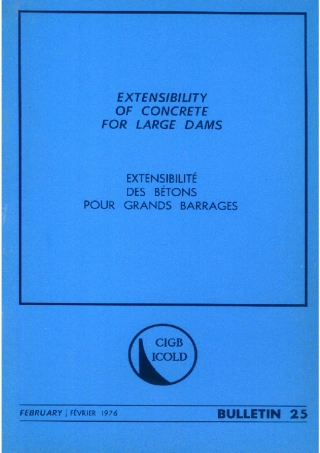 EXTENSIBILITY
OF CONCRETE
FOR LARGE DAMS
EXTENSIBILITÉ
DES BÉTONS
POUR GRANDS BARRAGES
CIGB
ICOLD
FEBRUARY / FÉVRIER 1976
BULLETIN 25